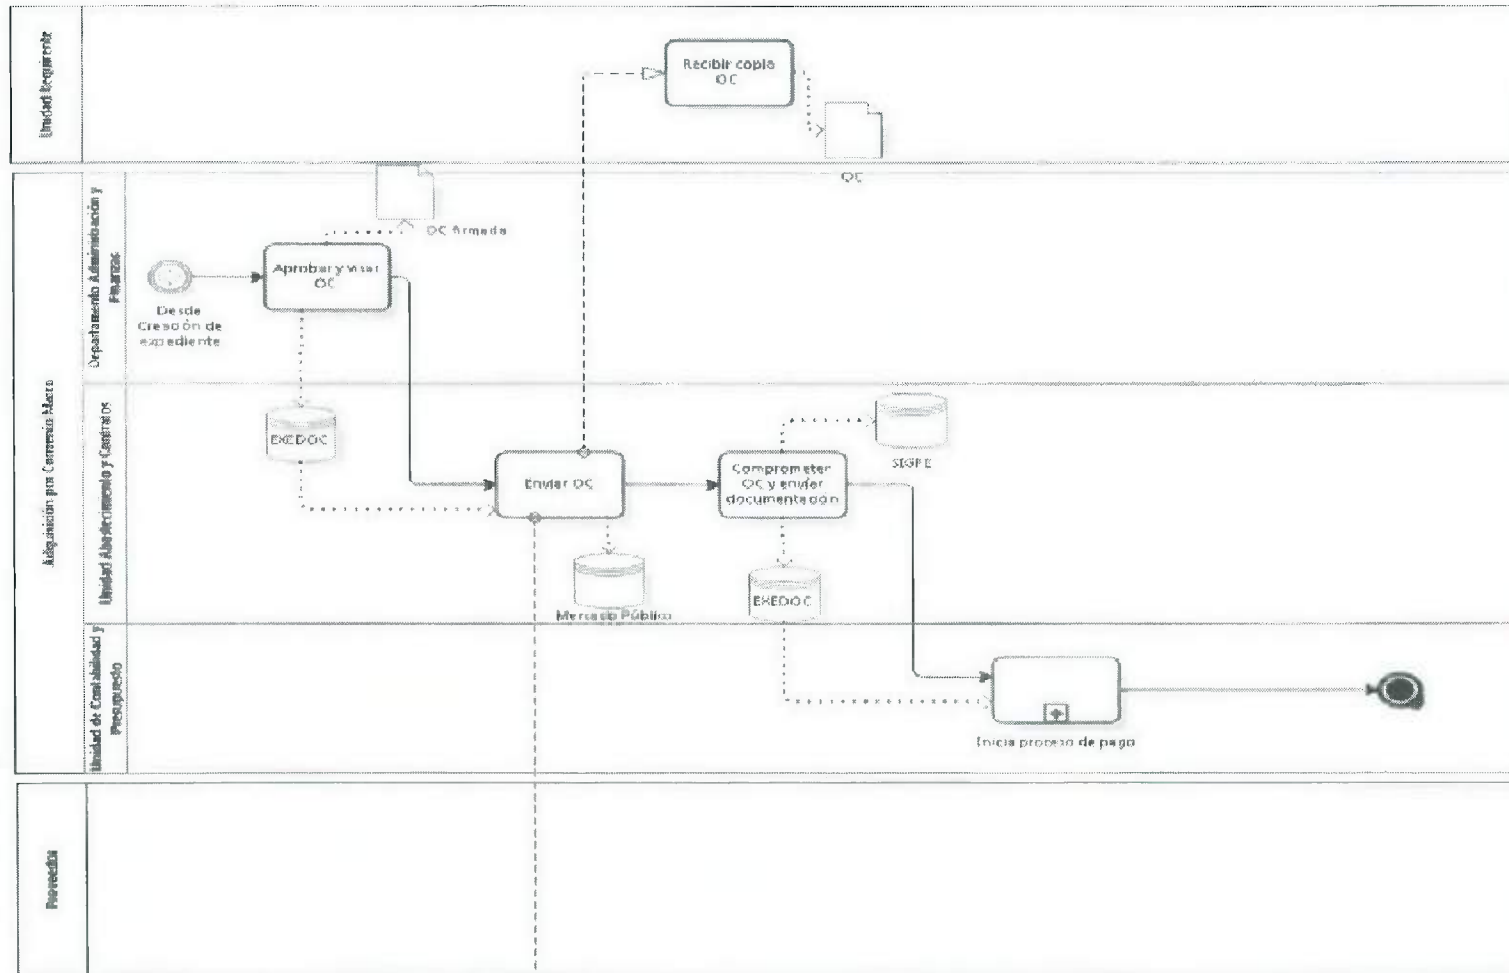 Unidad Requirente
Recibir copia
OC
OC
Adquisición por Convenio Marco
Departamento Administración y
Finanzas
OC firmada
Aprobar y visar
OC
Desde
Creación de
expediente
Unidad Abastecimiento y Contratos
EXEDOC
Enviar OC
Mercado Público
Comprometer
OC y enviar
documentación
SIGFE
EXEDOC
Unidad de Contabilidad y
Presupuesto
Inicia proceso de pago
Proveedor